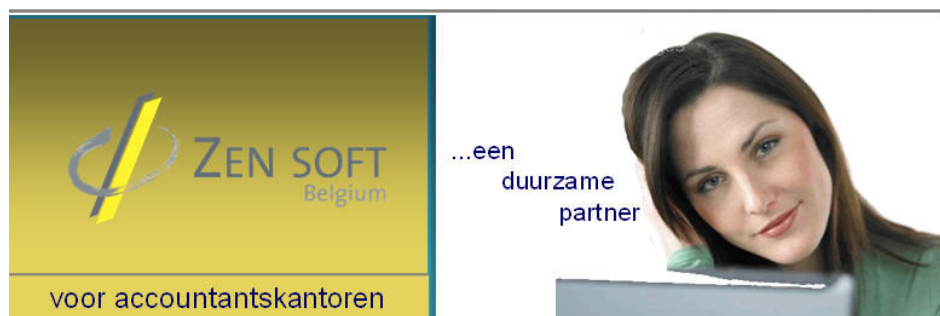 ZEN SOFT
Belgium
voor accountantskantoren
...een
duurzame
partner